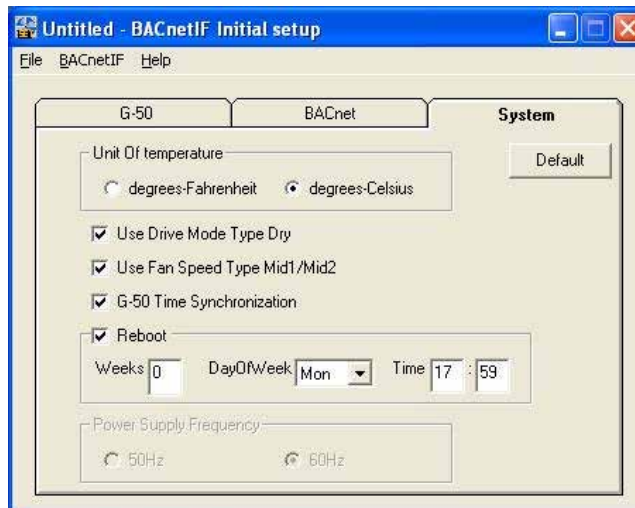 Untitled - BACnetIF Initial setup
File BACnetIF Help
G-50 BACnet System
Unit Of temperature
Default
degrees-Fahrenheit degrees-Celsius
Use Drive Mode Type Dry
Use Fan Speed Type Mid1/Mid2
G-50 Time Synchronization
Reboot
Weeks 0 DayOfWeek Mon Time 17 : 59
Power Supply Frequency
50Hz 60Hz